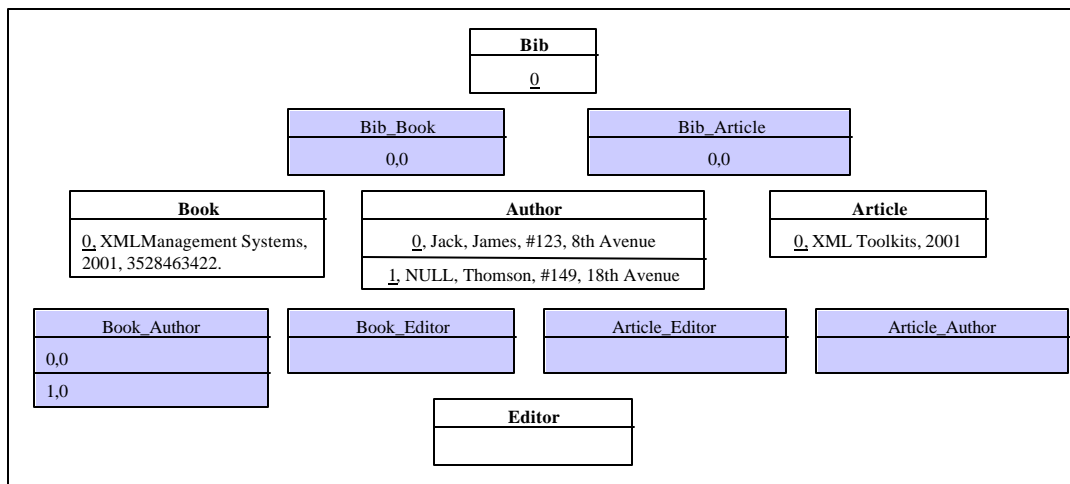 Bib
0
Bib_Book
Bib_Article
0,0
0,0
Book
Author
Article
0, XMLManagement Systems,
2001, 3528463422.
0, Jack, James, #123, 8th Avenue
1, NULL, Thomson, #149, 18th Avenue
0, XML Toolkits, 2001
Book_Author
Book_Editor
Article_Editor
Article_Author
0,0
1,0
Editor